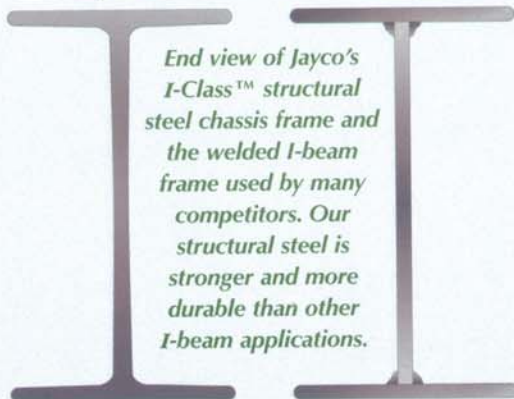 End view of Jayco's
I-Class™ structural
steel chassis frame and
the welded I-beam
frame used by many
competitors. Our
structural steel is
stronger and more
durable than other
I-beam applications.